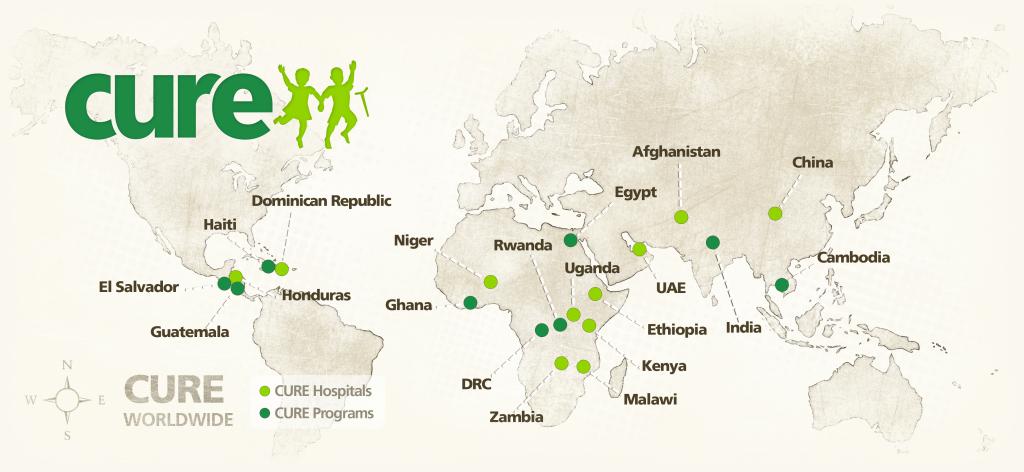 cure
Afghanistan
China
Dominican Republic
Egypt
Haiti
Niger
Rwanda
Uganda
Cambodia
El Salvador
Honduras
UAE
Ghana
Guatemala
Ethiopia
India
Kenya
DRC
Malawi
Zambia
N
W E
S
CURE
WORLDWIDE
CURE Hospitals
CURE Programs